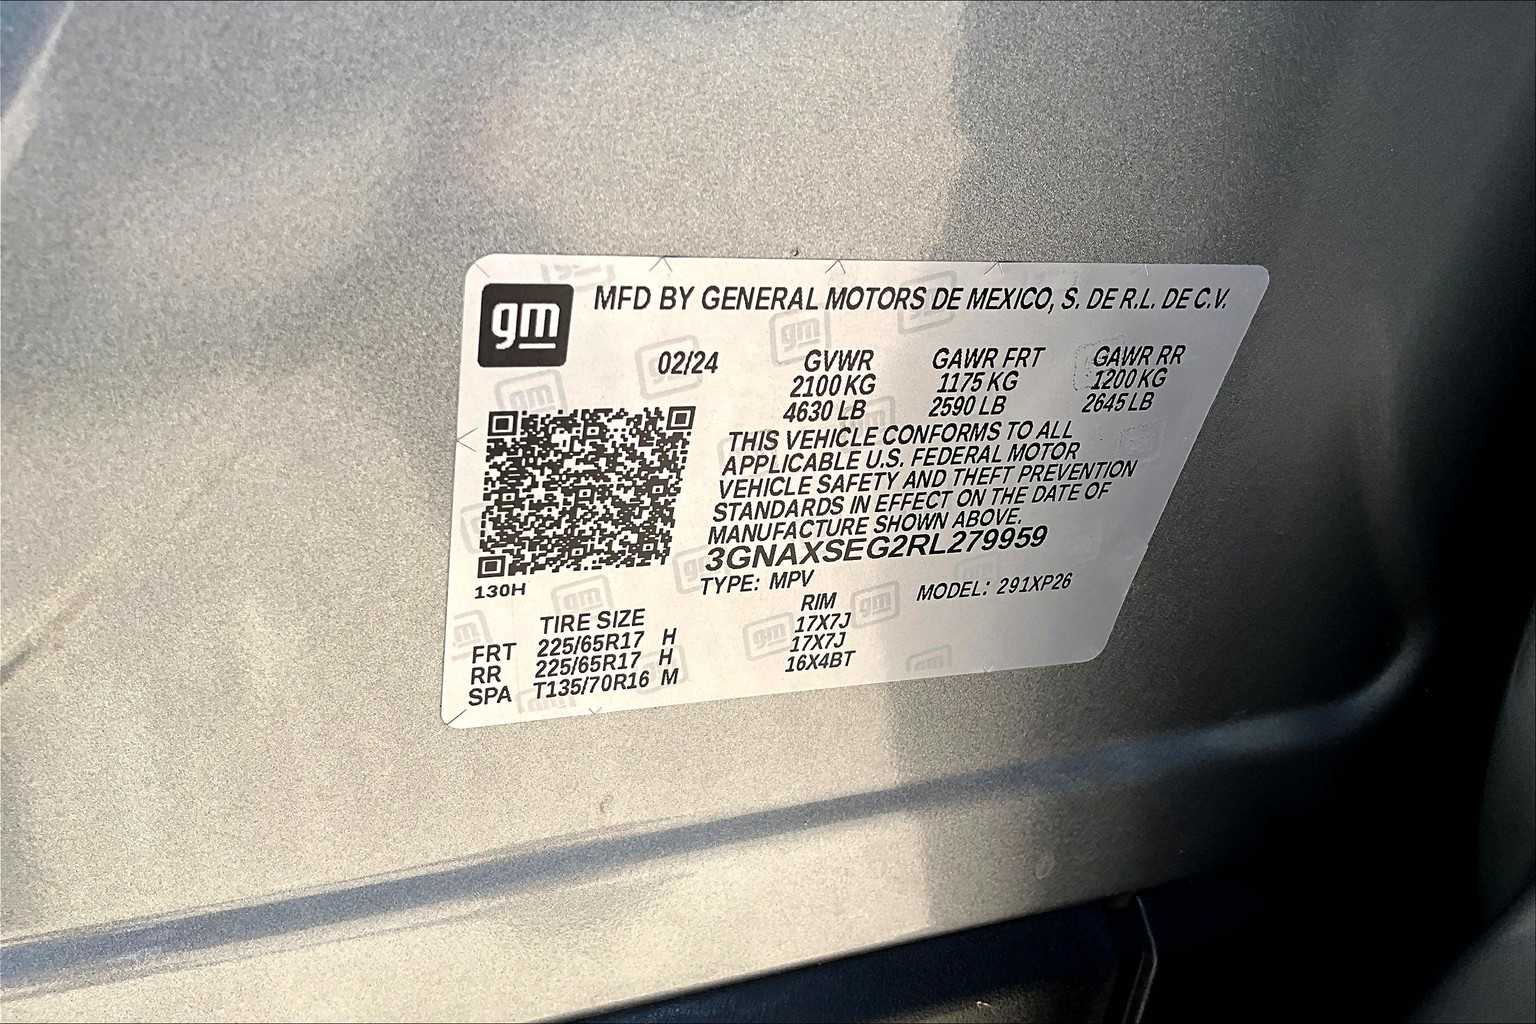 gm MFD BY GENERAL MOTORS DE MEXICO, S. DE R.L. DE C.V.
02/24 GVWR GAWR FRT GAWR RR
2100 KG 1175 KG 1200 KG
4630 LB 2590 LB 2645 LB
THIS VEHICLE CONFORMS TO ALL
APPLICABLE U.S. FEDERAL MOTOR
VEHICLE SAFETY AND THEFT PREVENTION
STANDARDS IN EFFECT ON THE DATE OF
MANUFACTURE SHOWN ABOVE.
3GNAXSEG2RL279959
130H TYPE: MPV MODEL: 291XP26
TIRE SIZE RIM
FRT 225/65R17 H 17X7J
RR 225/65R17 H 17X7J
SPA T135/70R16 M 16X4BT